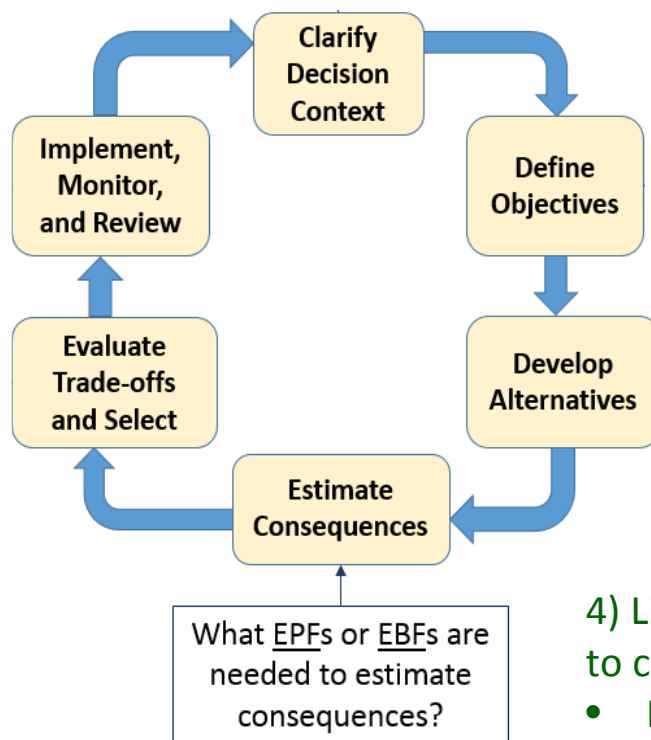 Clarify
Decision
Context
Define
Objectives
Develop
Alternatives
Estimate
Consequences
Evaluate
Trade-offs
and Select
Implement,
Monitor,
and Review
What EPFs or EBFs are
needed to estimate
consequences?
4)
to
•